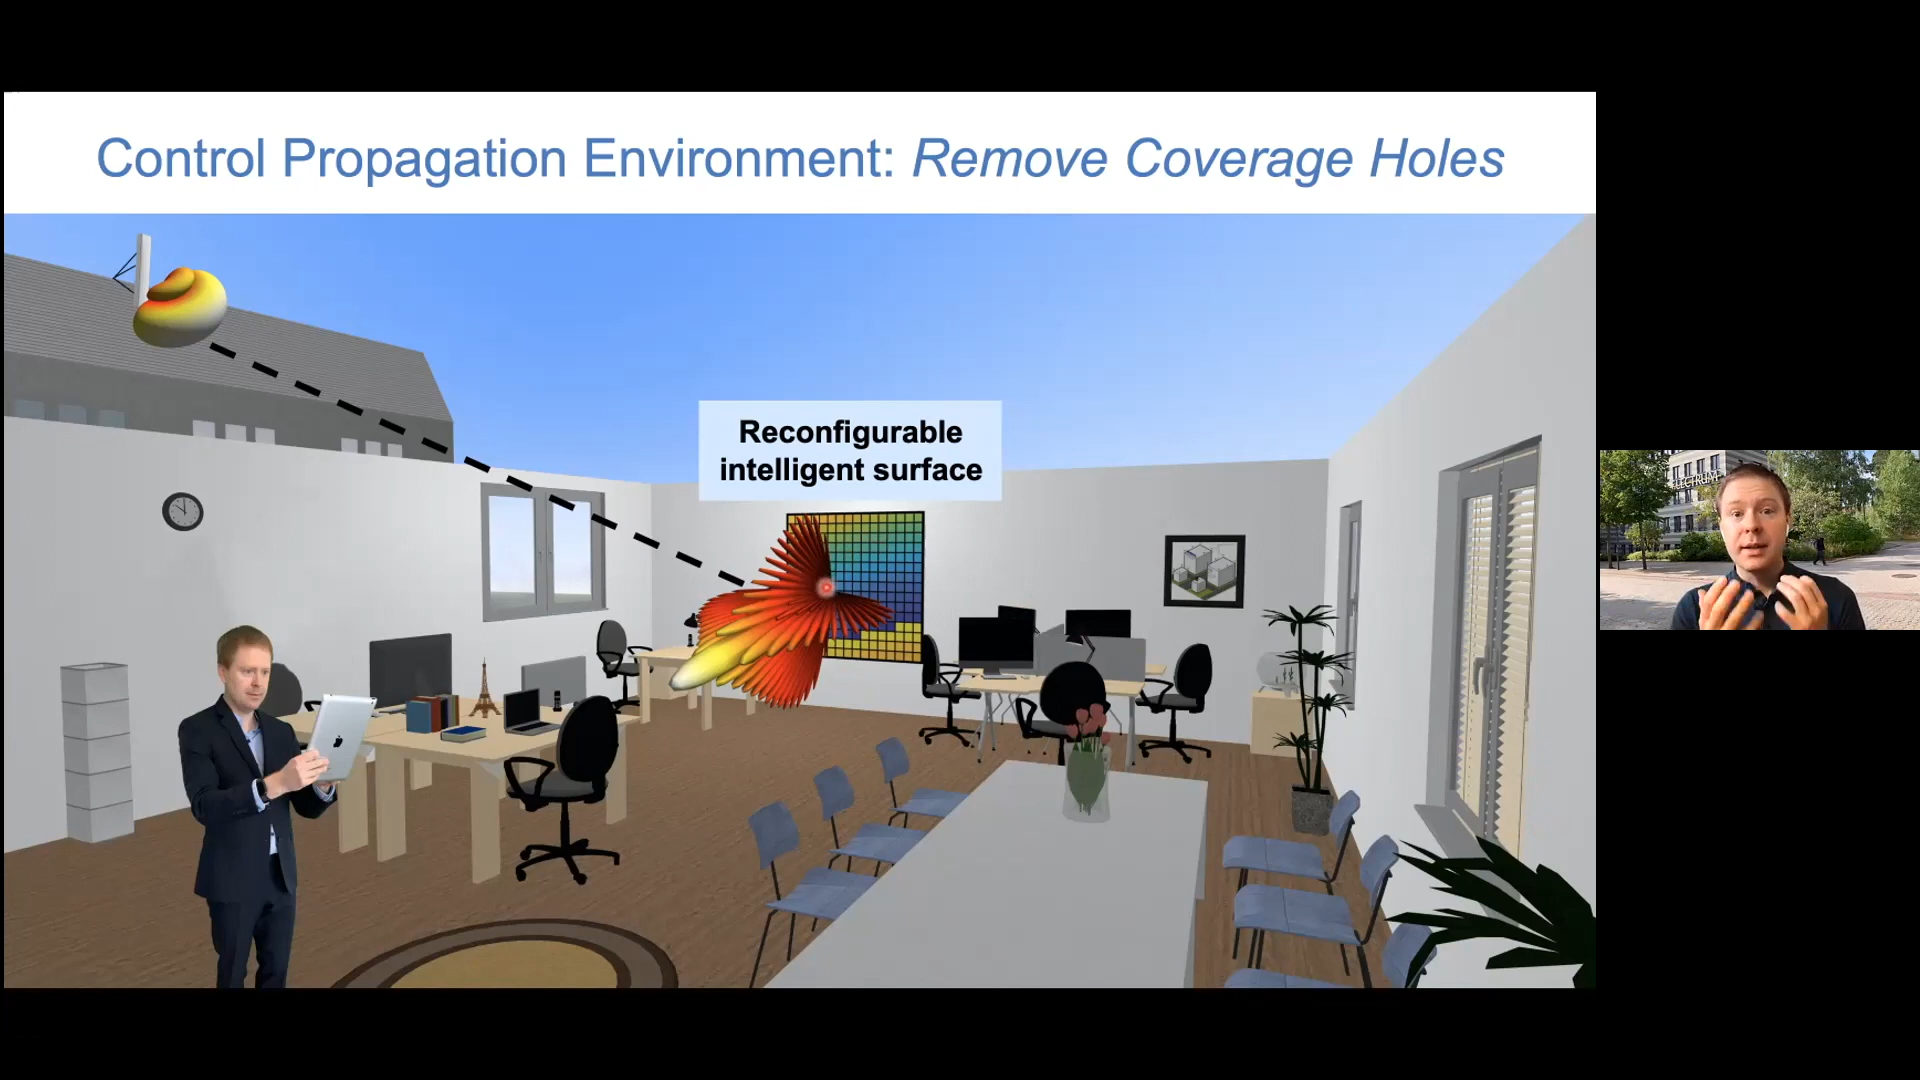 Control Propagation Environment: Remove Coverage Holes
Reconfigurable
intelligent surface